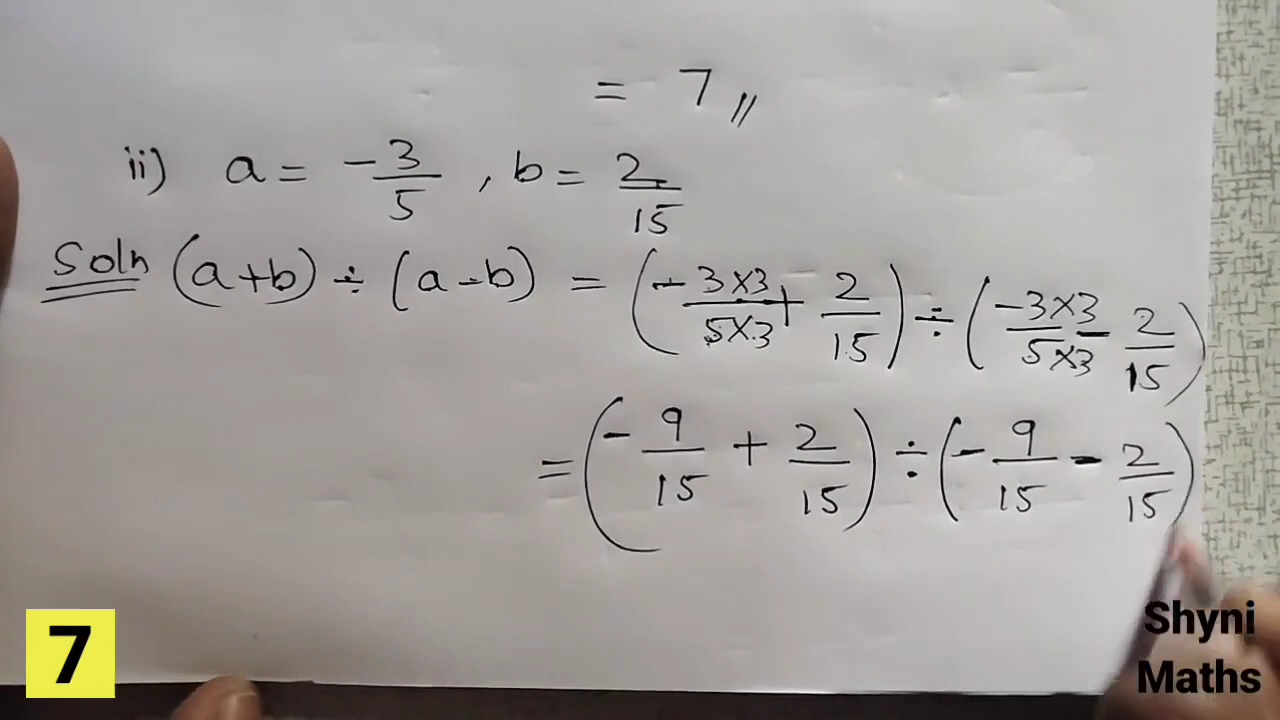 = 7 //
ii) a = -3/5 , b = 2/15
Soln (a+b) ÷ (a-b) = (-3×3/5×3 + 2/15) ÷ (-3×3/5×3 - 2/15)
= (-9/15 + 2/15) ÷ (-9/15 - 2/15)
7
Shyni
Maths